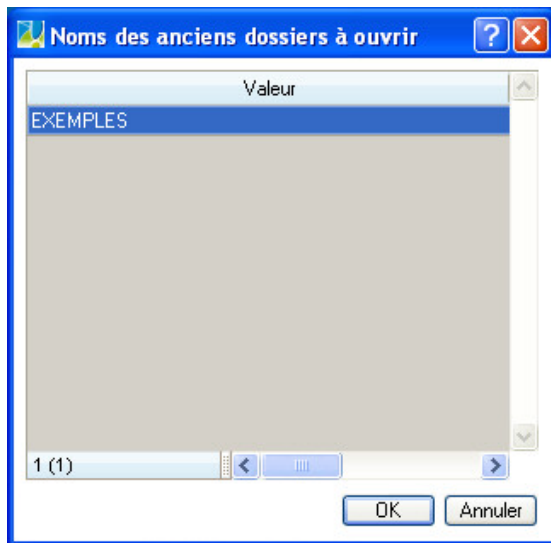 Noms des anciens dossiers à ouvrir
Valeur
EXEMPLES
1 (1)
OK Annuler